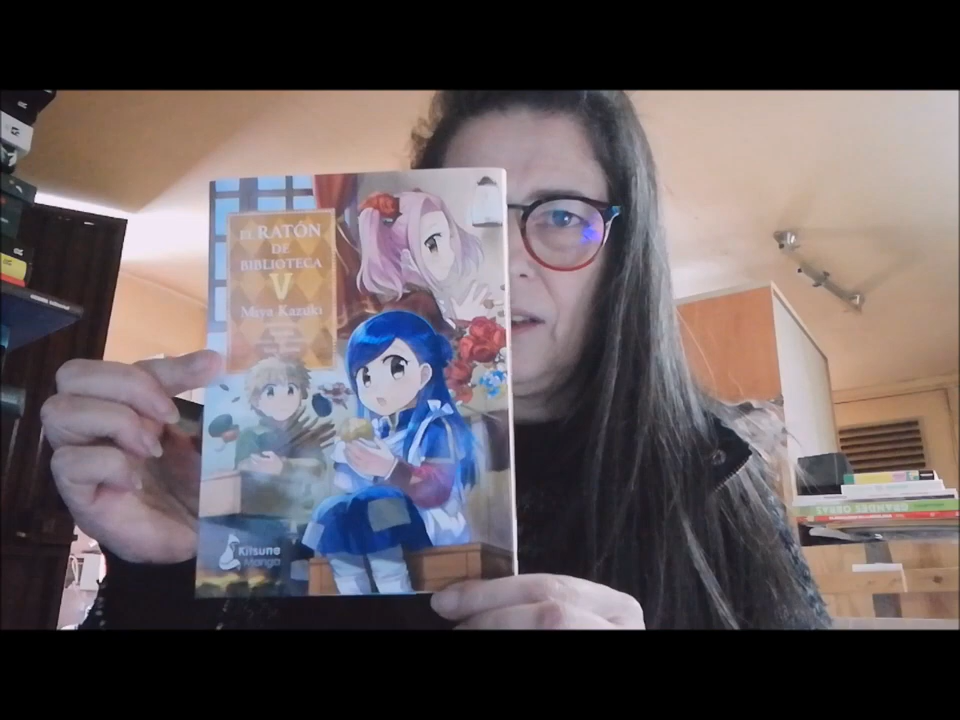 EL RATÓN
DE
BIBLIOTECA
V
Miya Kazuki
Kitsune
Manga
GRANDES OBRAS